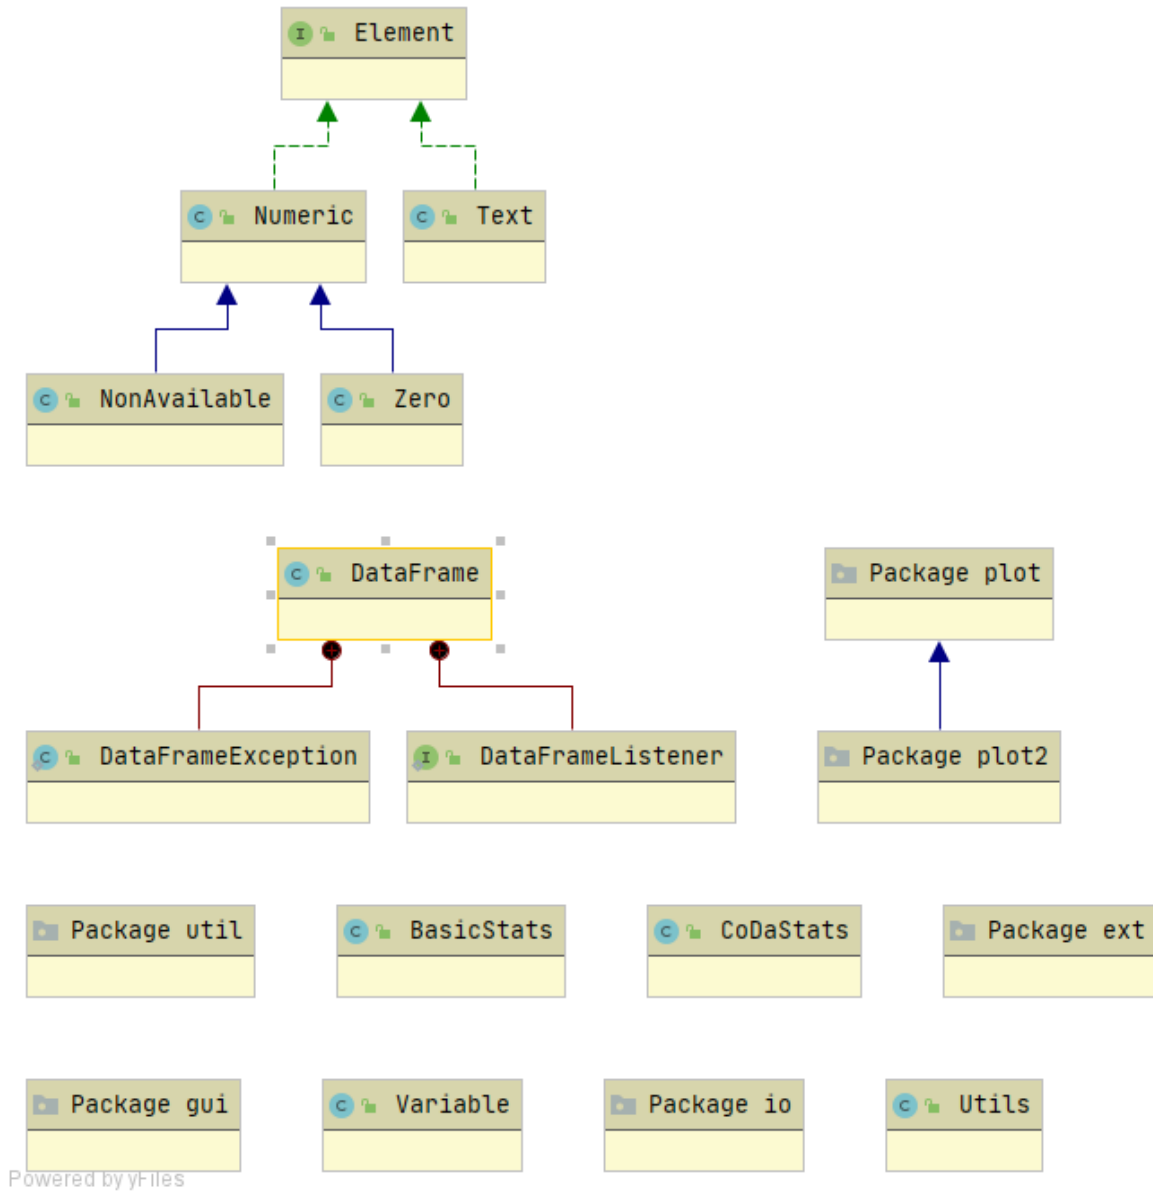 I Element
C Numeric
C Text
C NonAvailable
C Zero
C DataFrame
Package plot
C DataFrameException
I DataFrameListener
Package plot2
Package util
C BasicStats
C CoDaStats
Package ext
Package gui
C Variable
Package io
C Utils
Powered by yFiles